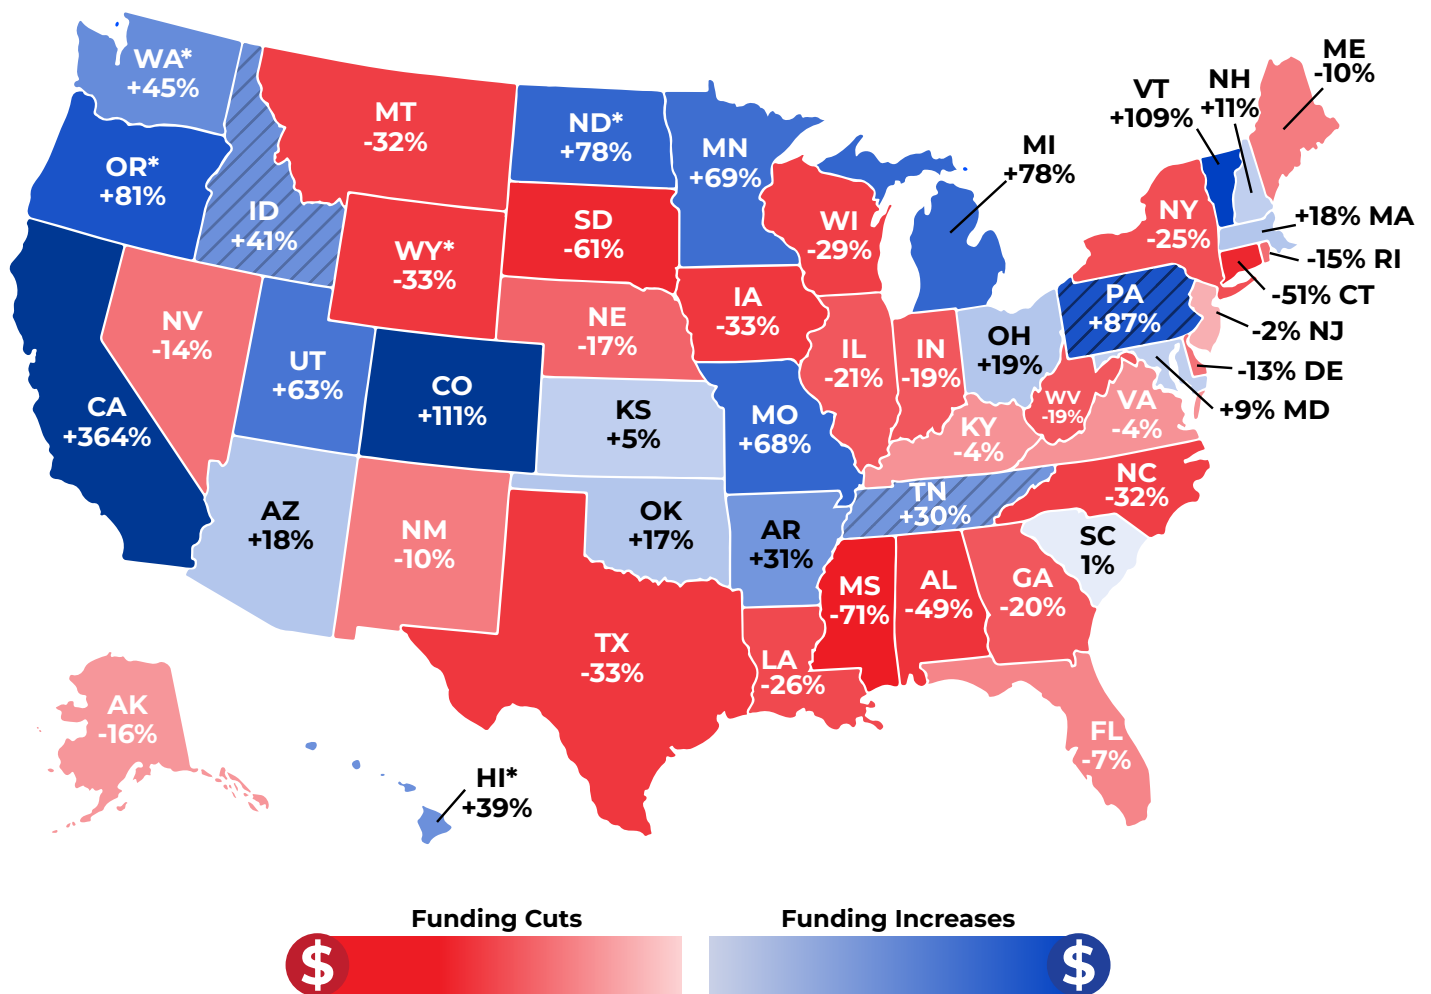 WA*
+45%
OR*
+81%
CA
+364%
ID
+41%
NV
-14%
MT
-32%
WY*
-33%
UT
+63%
CO
+111%
AZ
+18%
NM
-10%
ND*
+78%
SD
-61%
NE
-17%
KS
+5%
OK
+17%
TX
-33%
MN
+69%
IA
-33%
MO
+68%
AR
+31%
LA
-26%
WI
-29%
IL
-21%
MI
+78%
IN
-19%
OH
+19%
KY
-4%
TN
+30%
MS
-71%
AL
-49%
GA
-20%
FL
-7%
SC
1%
NC
-32%
VA
-4%
WV
-19%
PA
+87%
NY
-25%
VT
+109%
NH
+11%
ME
-10%
+18% MA
-15% RI
-51% CT
-2% NJ
-13% DE
+9% MD
AK
-16%
HI*
+39%
Funding Cuts
Funding Increases
$
$